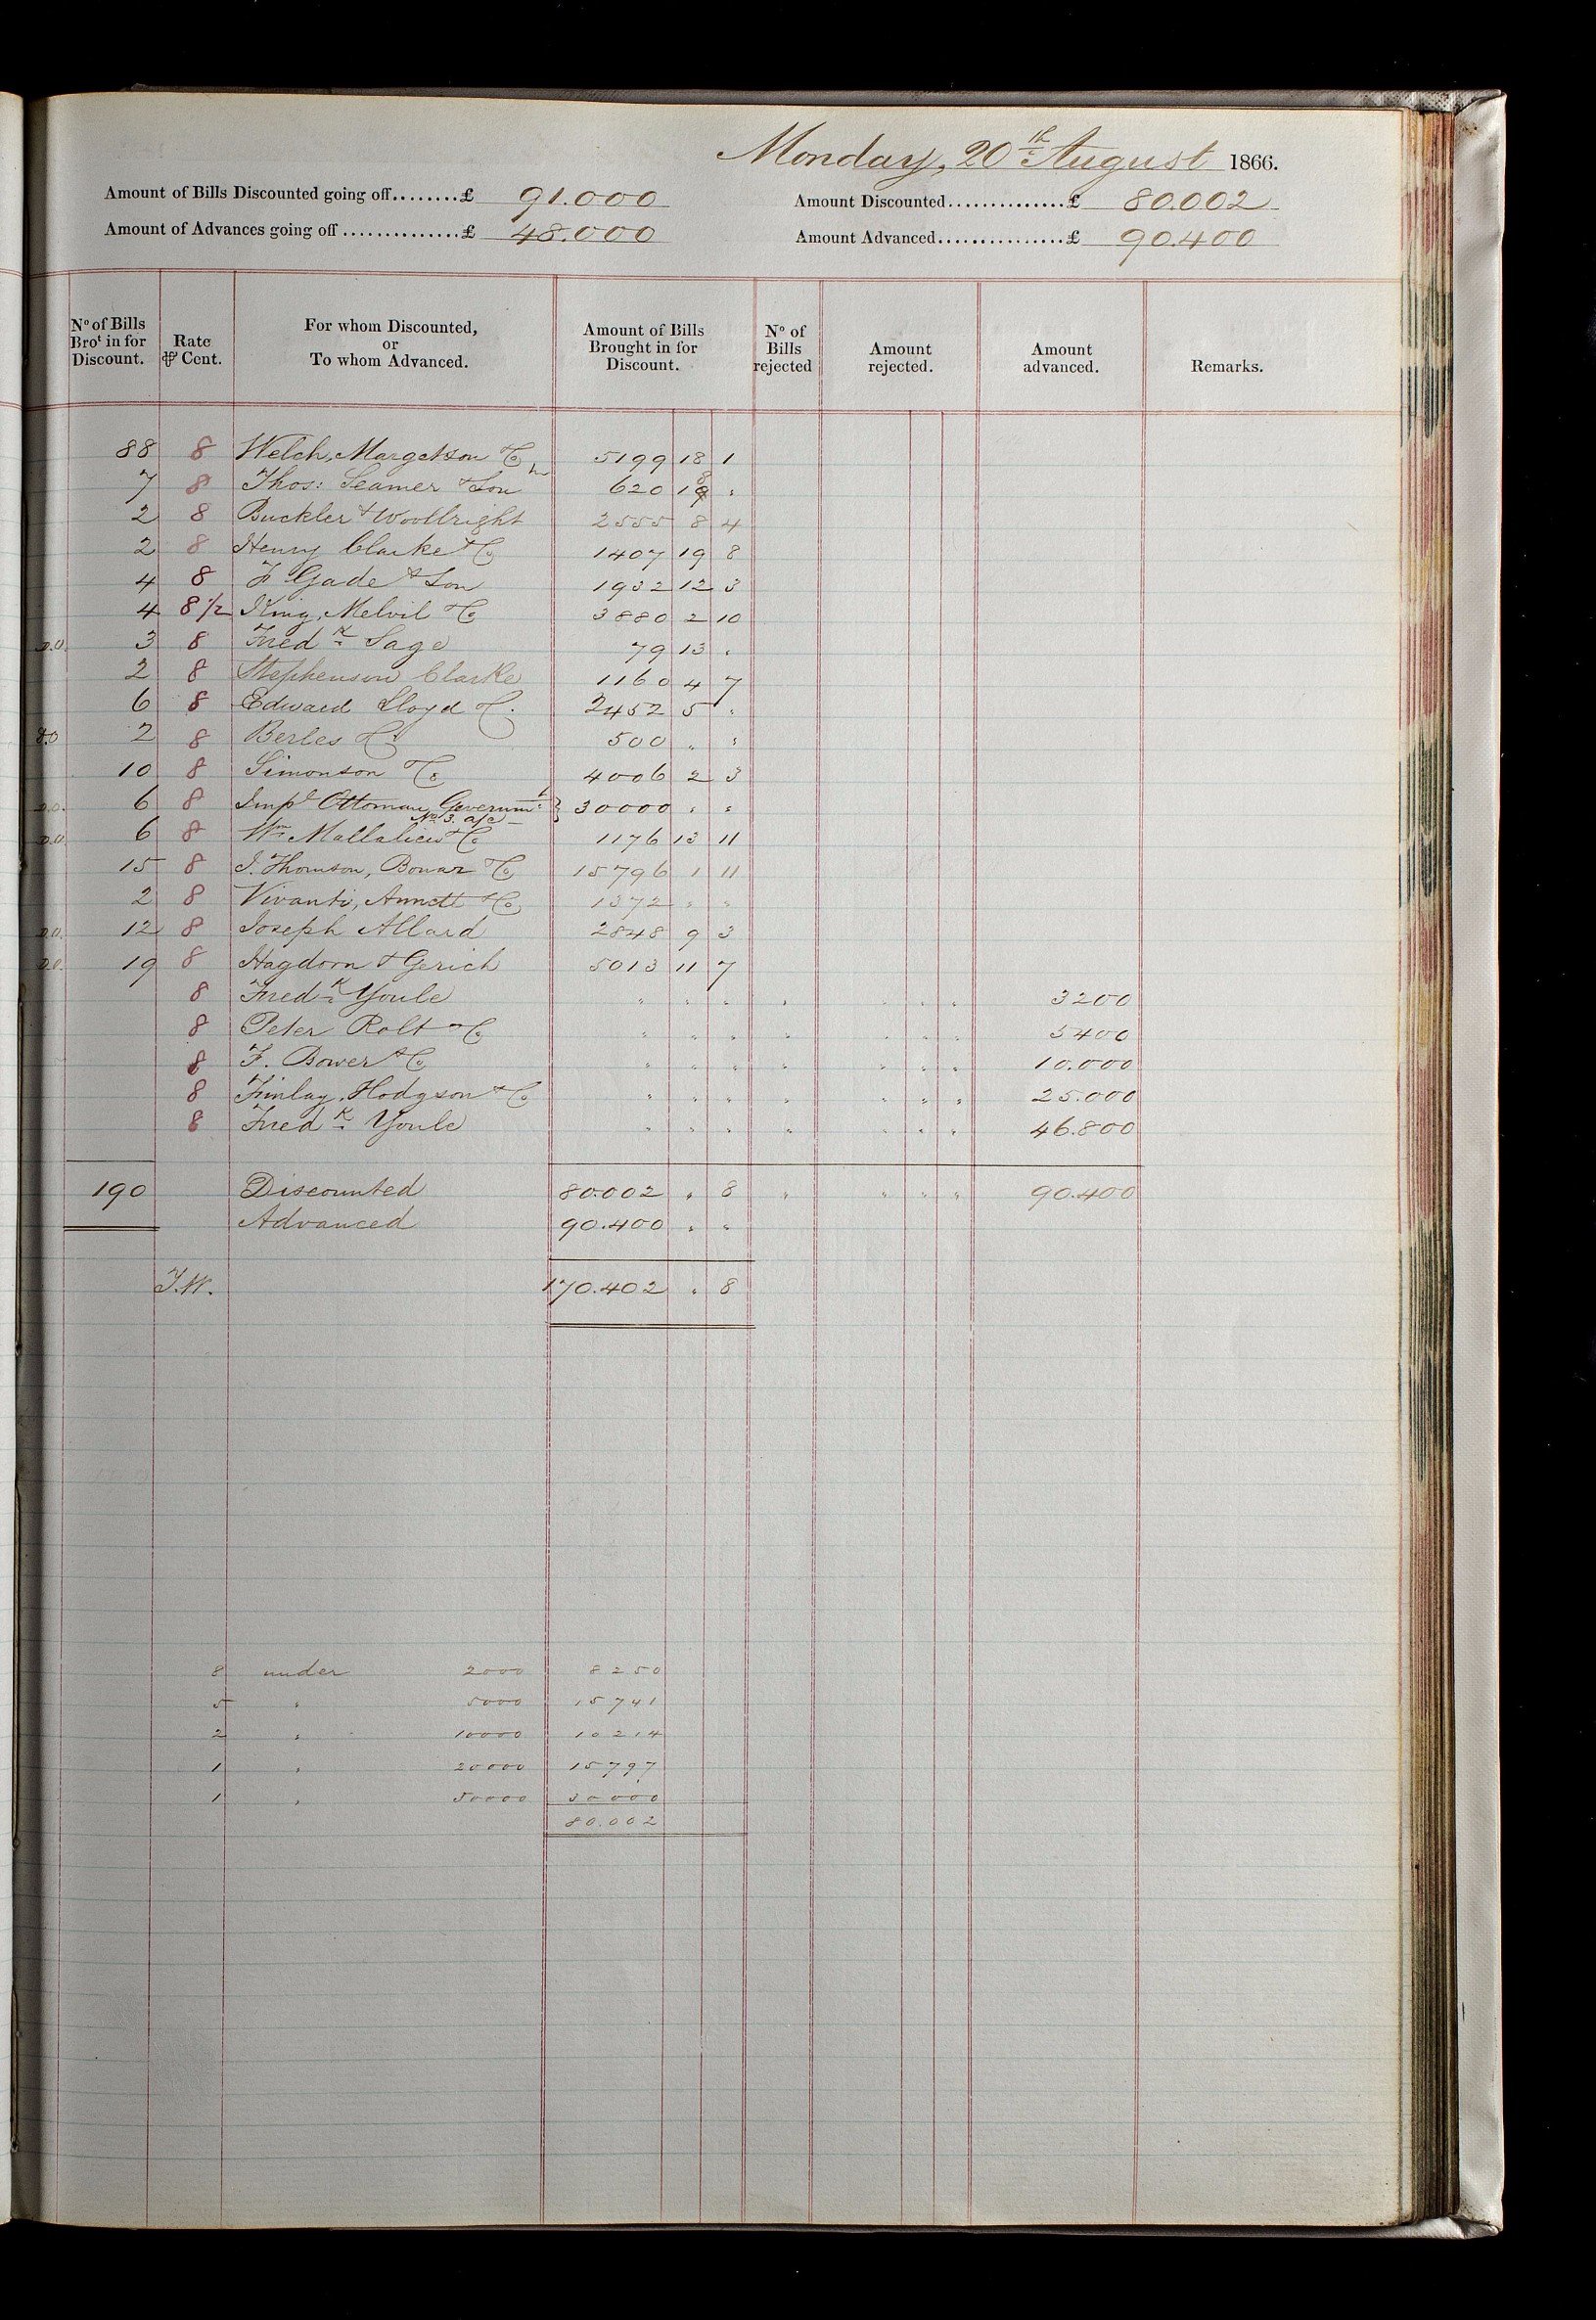 Monday, 20th August 1866.
Amount of Bills Discounted going off........£ 91.000 Amount Discounted..............£ 80.002
Amount of Advances going off..............£ 48.000 Amount Advanced...............£ 90.400
No of Bills Brot in for Discount. Rate ⅌ Cent. For whom Discounted, or To whom Advanced. Amount of Bills Brought in for Discount. No of Bills rejected Amount rejected. Amount advanced. Remarks.
88 8 Welch, Margetson & Co 5199 18 1
7 8 Thos: Seamer & Son 620 18 "
2 8 Buckler & Woollright 2555 8 4
2 8 Henry Clarke & Co 1407 19 8
4 8 F Gade & Son 1932 12 3
4 8 1/2 King, Melvil & Co 3880 2 10
D.O. 3 8 Fredk Sage 79 13 "
2 8 Stephenson Clarke 1160 4 7
6 8 Edward Lloyd & Co. 2452 5 "
2 8 Berles & Co 500 " "
10 8 Simonson & Co 4006 2 3
D.O. 6 8 Impl Ottoman Governmt } 30000 " "
No. 3. a/c
D.O. 6 8 Wm Mallalieu & Co 1176 13 11
15 8 J. Thomson, Bonar & Co 15796 1 11
2 8 Vivanti, Annett & Co 1372 " "
D.O. 12 8 Joseph Allard 2848 9 3
D.O. 19 8 Hagdorn & Gerich 5013 11 7
8 Fredk Youle " " " " " " " 3200
8 Peter Rolt & Co " " " " " " " 5400
8 F. Bower & Co " " " " " " " 10.000
8 Finlay, Hodgson & Co " " " " " " " 25.000
8 Fredk Youle " " " " " " " 46.800
190 Discounted 80.002 " 8 " " " " 90.400
Advanced 90.400 " "
J.W. 170.402 " 8
8 under 2000 8250
5 " 5000 15741
2 " 10000 10214
1 " 20000 15797
1 " 50000 30000
80.002